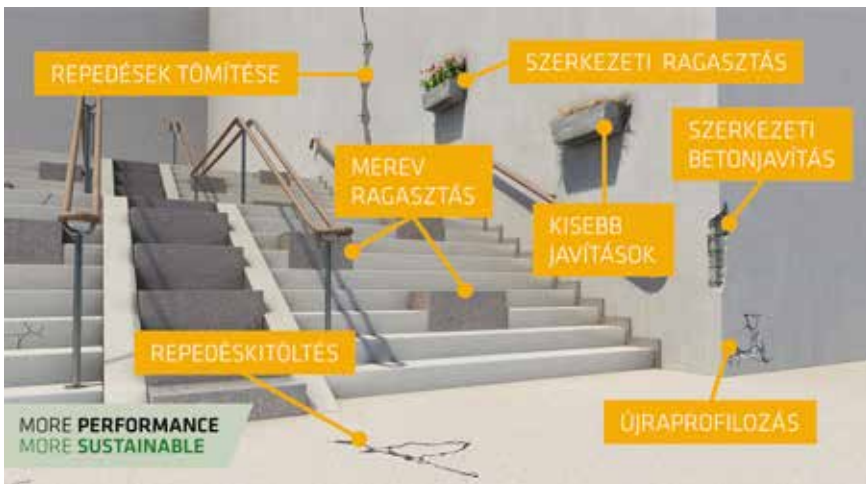 REPEDÉSEK TÖMÍTÉSE
SZERKEZETI RAGASZTÁS
SZERKEZETI
BETONJAVÍTÁS
MEREV
RAGASZTÁS
KISEBB
JAVÍTÁSOK
REPEDÉSKITÖLTÉS
ÚJRAPROFILOZÁS
MORE PERFORMANCE
MORE SUSTAINABLE